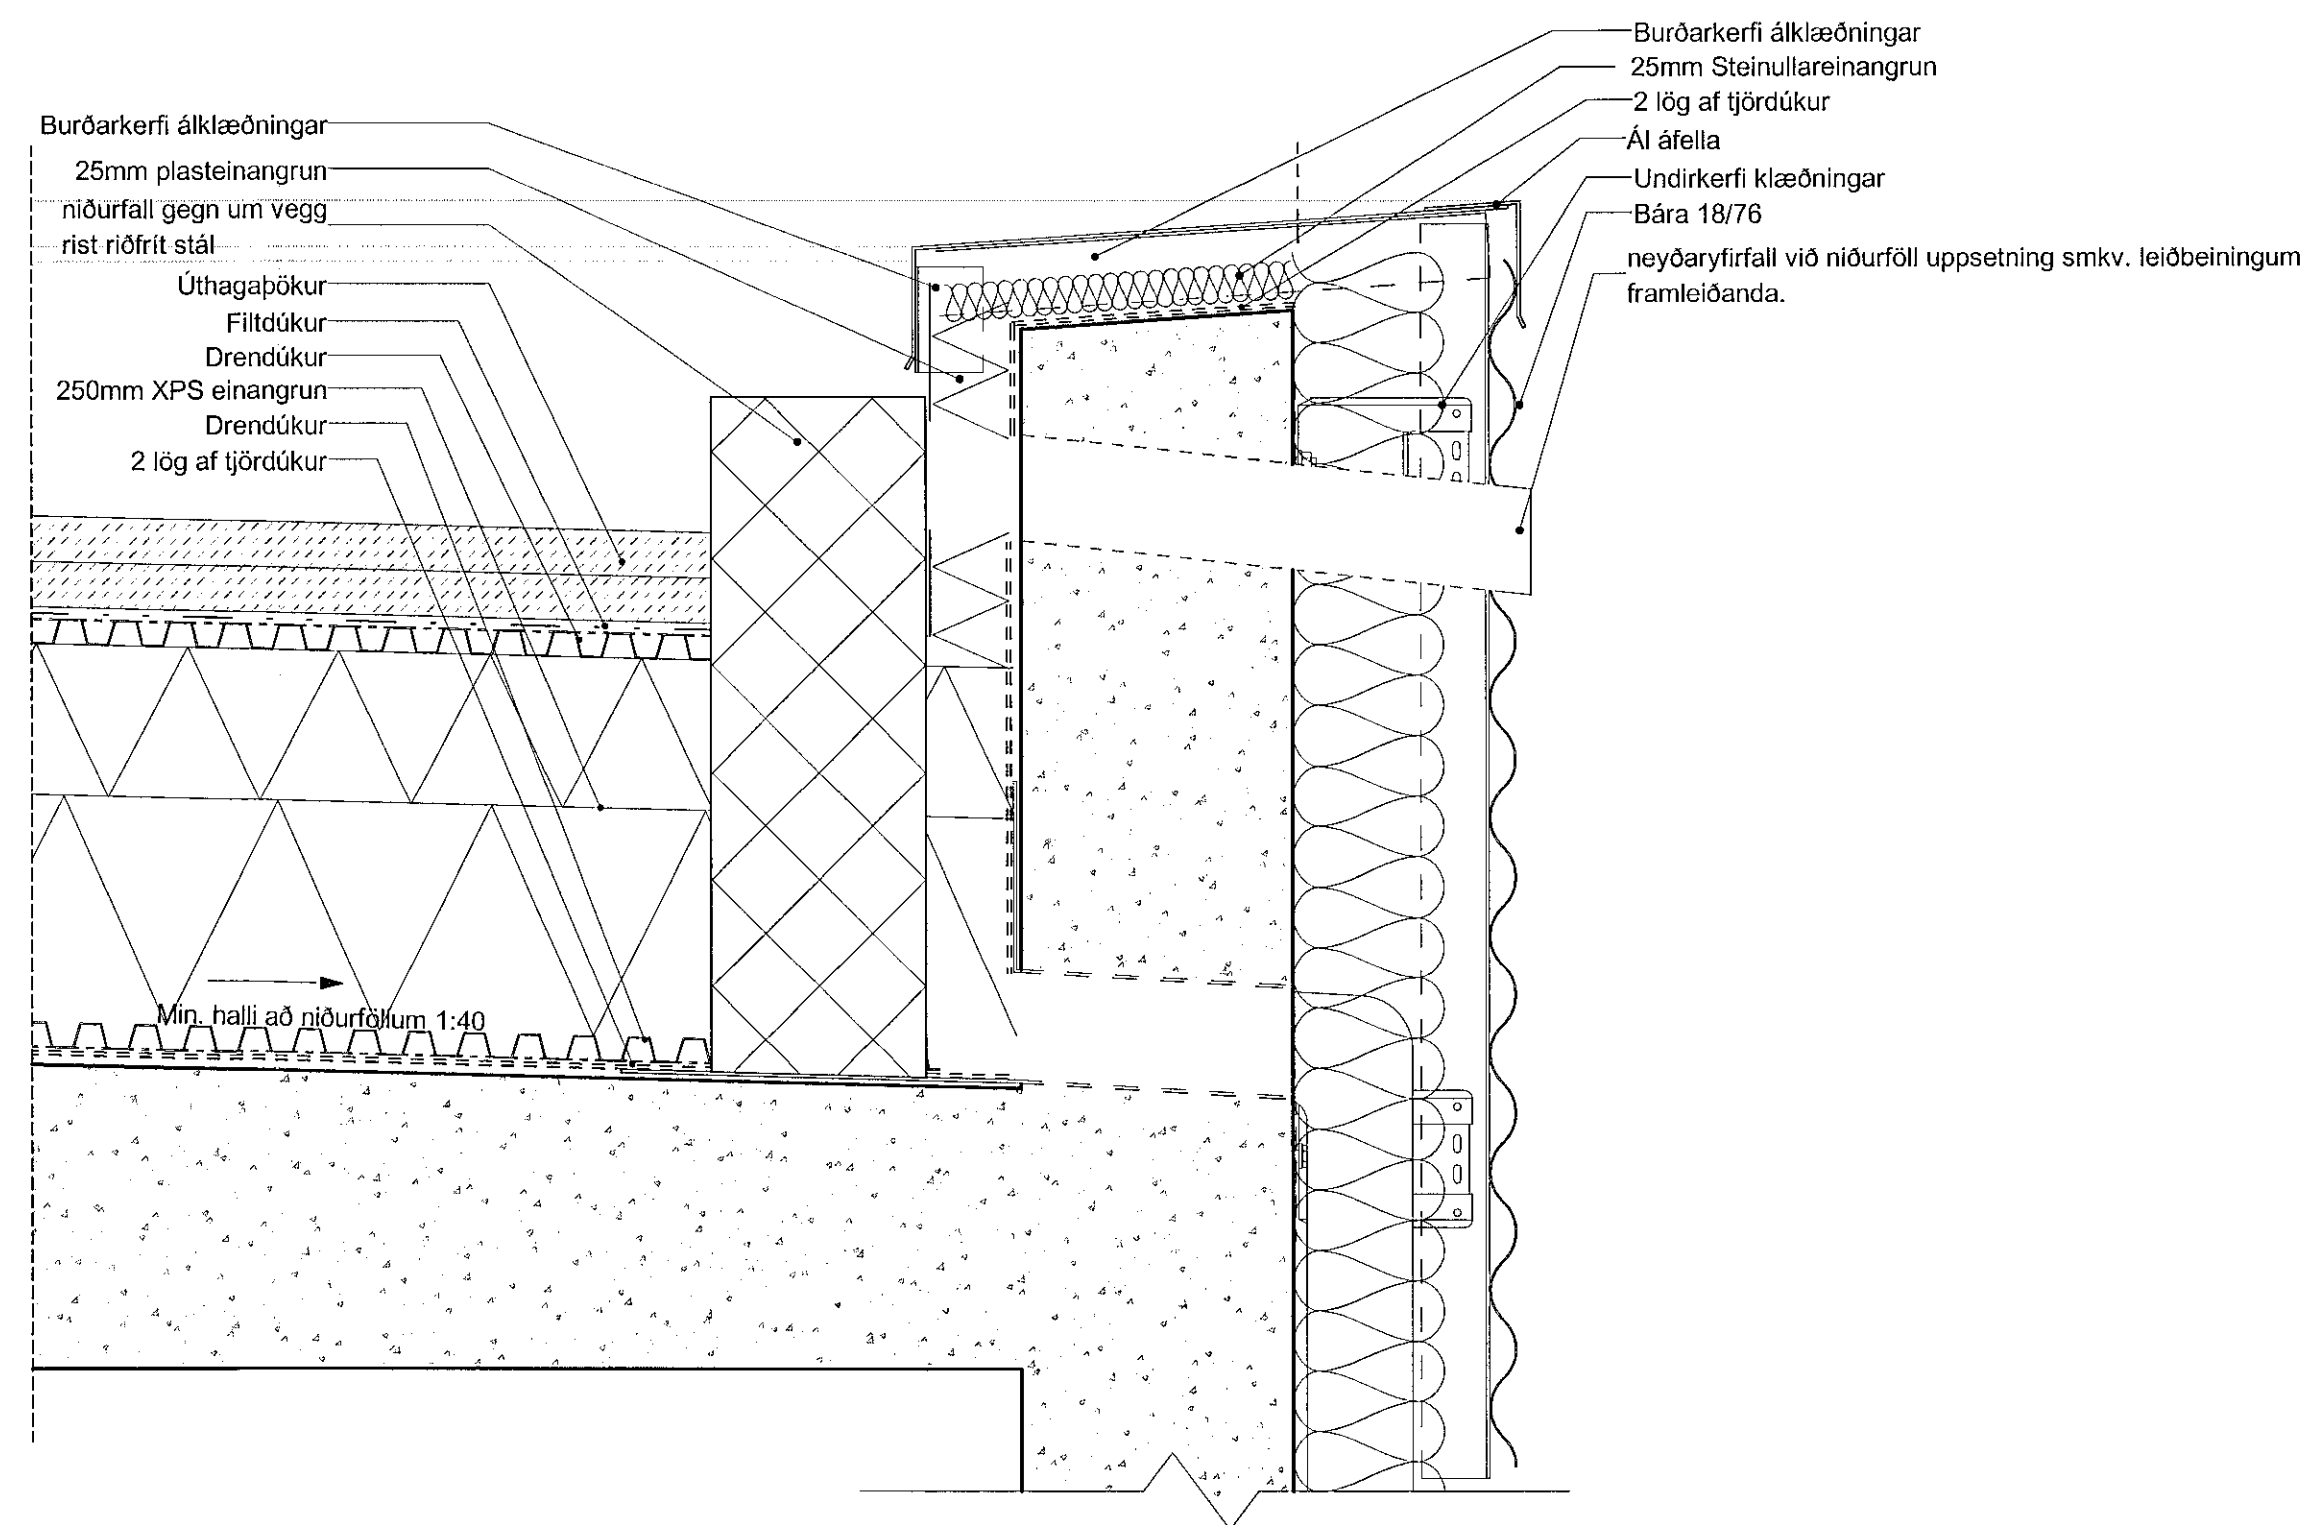 Burðarkerfi álklæðningar
25mm plasteinangrun
niðurfall gegn um vegg
rist riðfrít stál
Úthagaþökur
Filtdúkur
Drendúkur
250mm XPS einangrun
Drendúkur
2 lög af tjördúkur
Burðarkerfi álklæðningar
25mm Steinullareinangrun
2 lög af tjördúkur
Ál áfella
Undirkerfi klæðningar
Bára 18/76
neyðaryfirfall við niðurföll uppsetning smkv. leiðbeiningum
framleiðanda.
Min. halli að niðurföllum 1:40